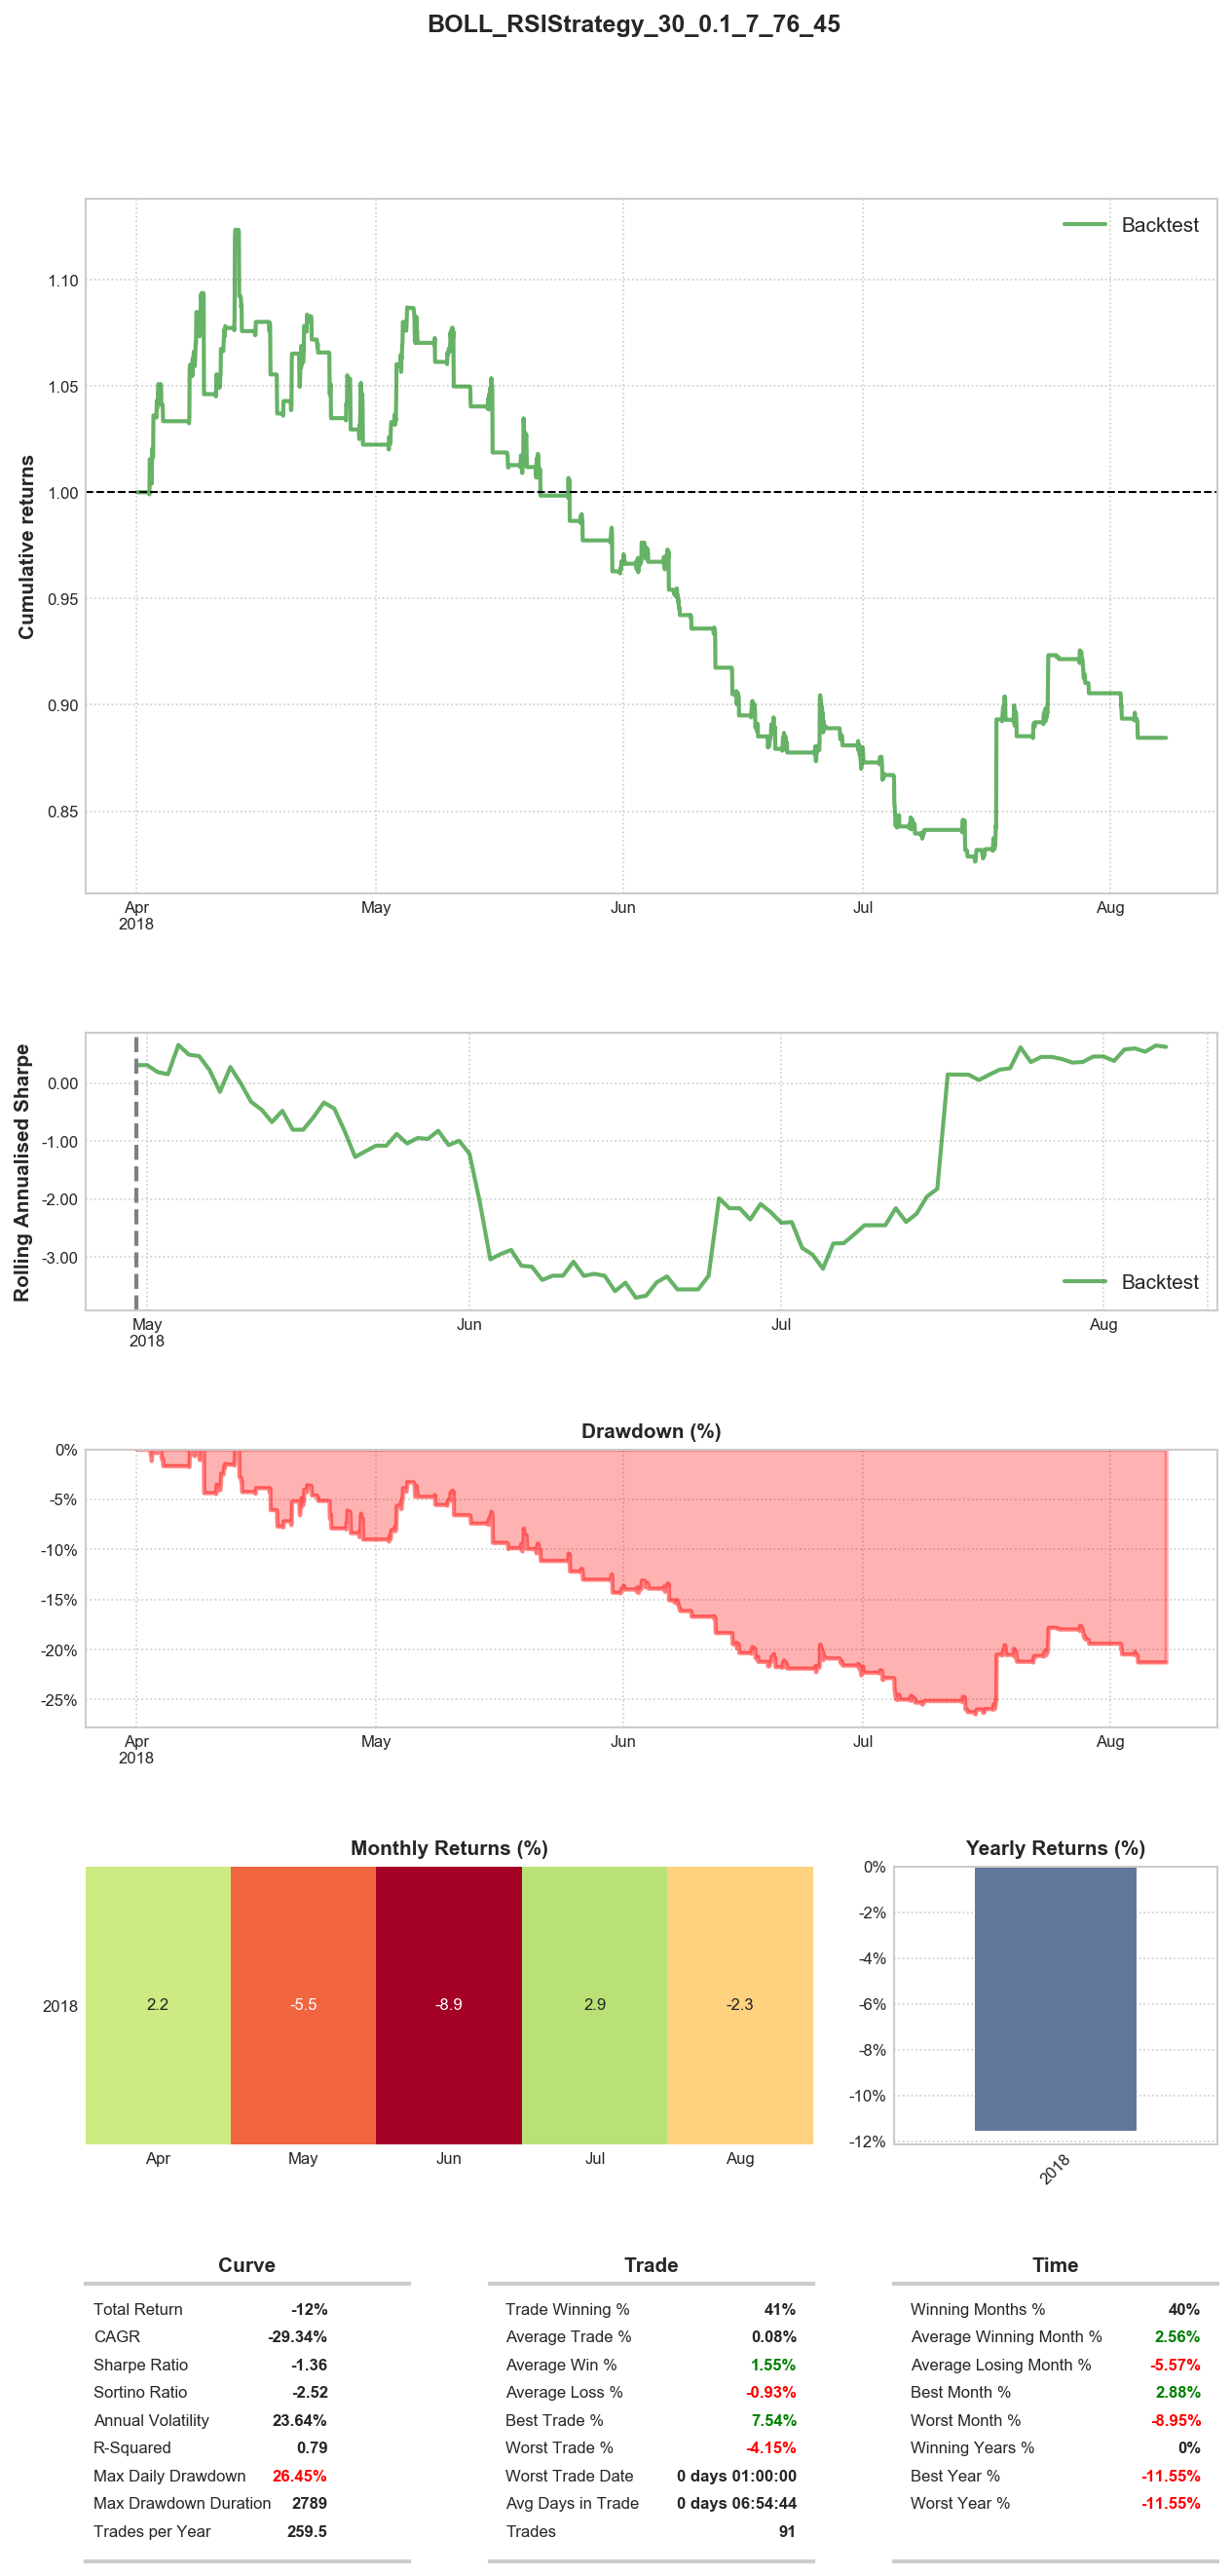 BOLL_RSIStrategy_30_0.1_7_76_45
Cumulative returns
1.10
1.05
1.00
0.95
0.90
0.85
Backtest
Apr
2018
May
Jun
Jul
Aug
Rolling Annualised Sharpe
0.00
-1.00
-2.00
-3.00
Backtest
May
2018
Jun
Jul
Aug
Drawdown (%)
0%
-5%
-10%
-15%
-20%
-25%
Apr
2018
May
Jun
Jul
Aug
Monthly Returns (%)
2018
2.2 -5.5 -8.9 2.9 -2.3
Apr May Jun Jul Aug
Yearly Returns (%)
0%
-2%
-4%
-6%
-8%
-10%
-12%
2018
Curve
Total Return -12%
CAGR -29.34%
Sharpe Ratio -1.36
Sortino Ratio -2.52
Annual Volatility 23.64%
R-Squared 0.79
Max Daily Drawdown 26.45%
Max Drawdown Duration 2789
Trades per Year 259.5
Trade
Trade Winning % 41%
Average Trade % 0.08%
Average Win % 1.55%
Average Loss % -0.93%
Best Trade % 7.54%
Worst Trade % -4.15%
Worst Trade Date 0 days 01:00:00
Avg Days in Trade 0 days 06:54:44
Trades 91
Time
Winning Months % 40%
Average Winning Month % 2.56%
Average Losing Month % -5.57%
Best Month % 2.88%
Worst Month % -8.95%
Winning Years % 0%
Best Year % -11.55%
Worst Year % -11.55%